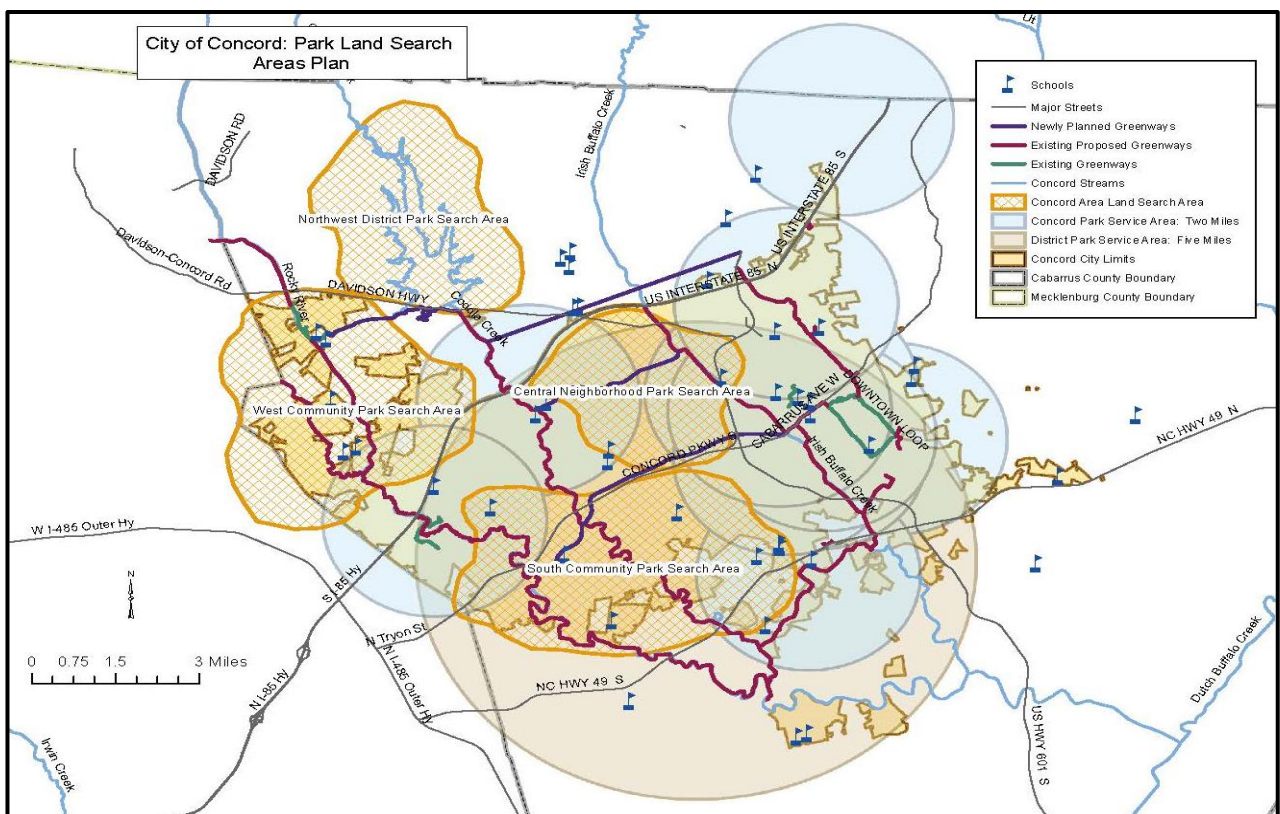 City of Concord: Park Land Search
Areas Plan
Schools
Major Streets
Newly Planned Greenways
Existing Proposed Greenways
Existing Greenways
Concord Streams
Concord Area Land Search Area
Concord Park Service Area: Two Miles
District Park Service Area: Five Miles
Concord City Limits
Cabarrus County Boundary
Mecklenburg County Boundary
Ut
DAVIDSON RD
Irish Buffalo Creek
Northwest District Park Search Area
US INTERSTATE 85 S
Davidson-Concord Rd
Rocky River
DAVIDSON HWY
Coddle Creek
US INTERSTATE 85 N
Central Neighborhood Park Search Area
West Community Park Search Area
CABARRUS AVE W
DOWNTOWN LOOP
NC HWY 49 N
CONCORD PKWY S
Irish Buffalo Creek
W I-485 Outer Hy
South Community Park Search Area
N
S I-85 Hy
N Tryon St
N I-485 Outer Hy
0 0.75 1.5 3 Miles
N I-85 Hy
NC HWY 49 S
US HWY 601 S
Dutch Buffalo Creek
Irwin Creek